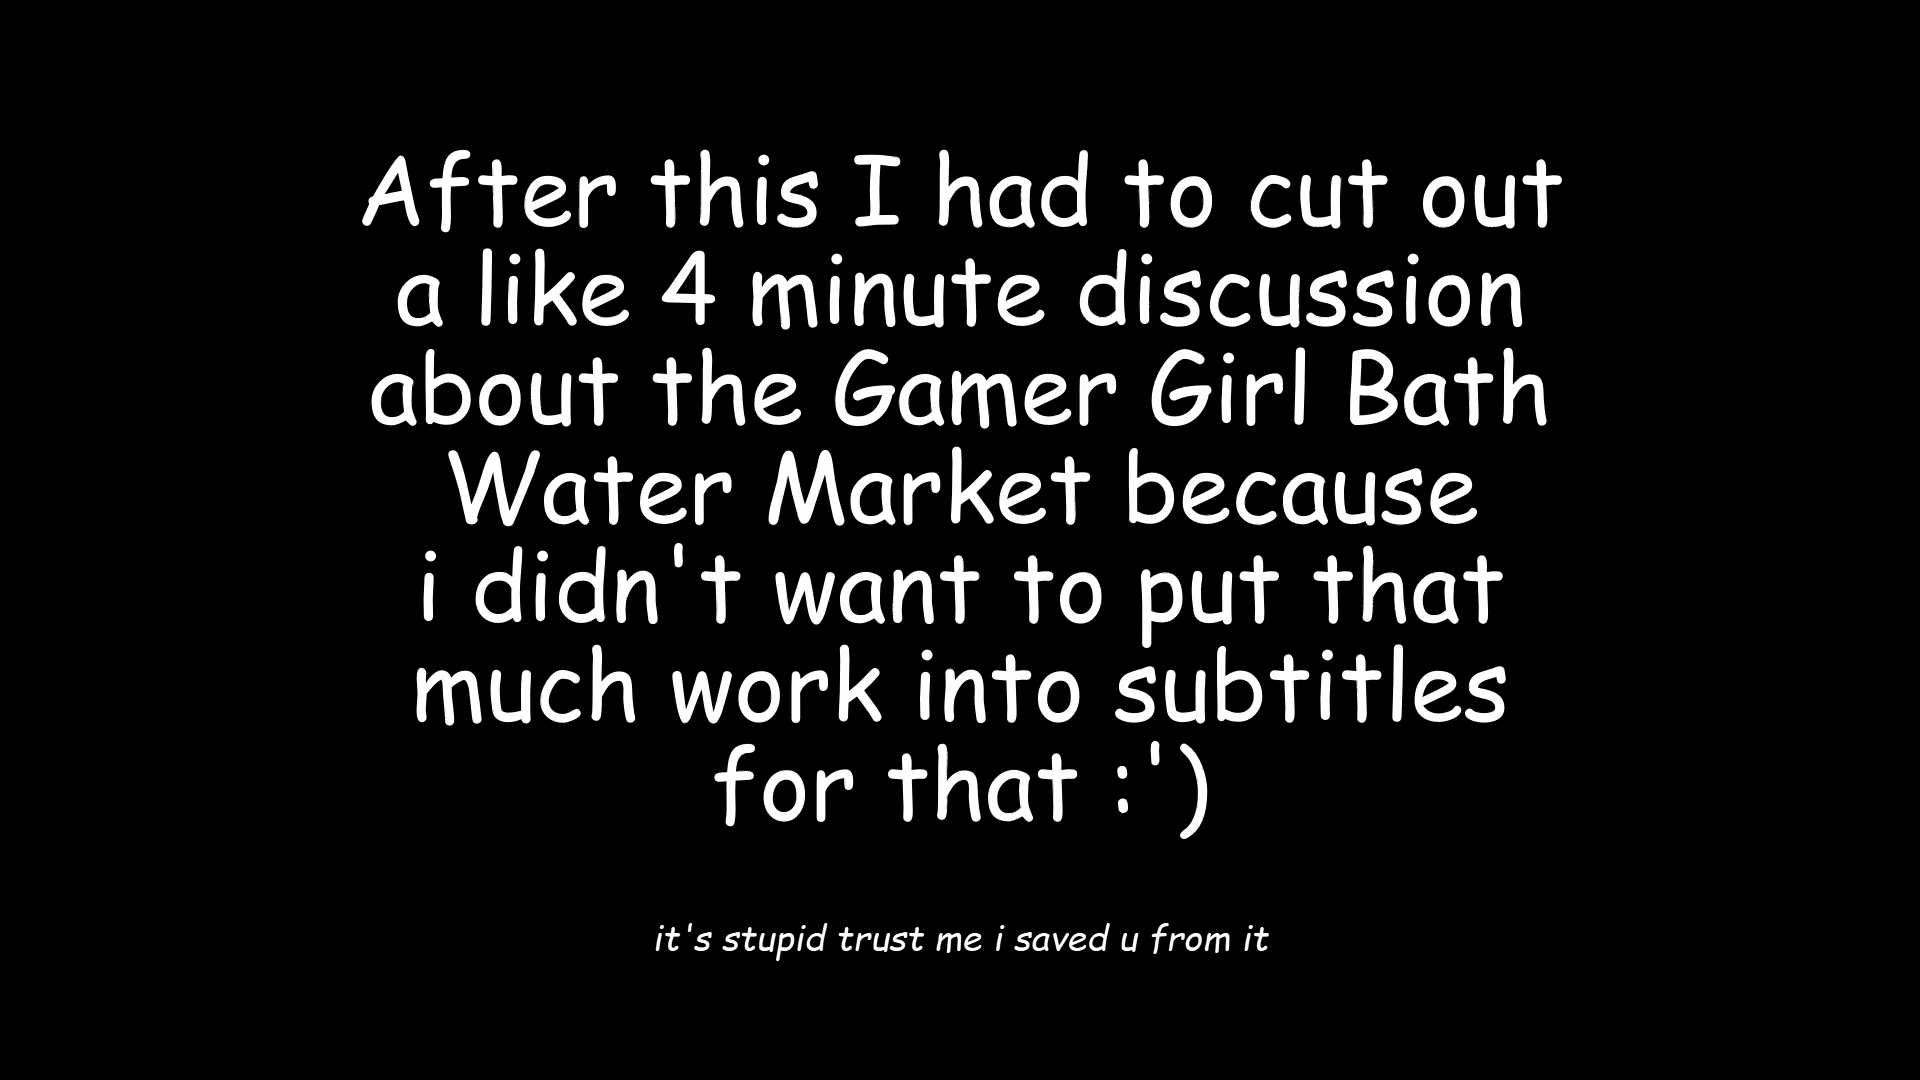 After this I had to cut out
a like 4 minute discussion
about the Gamer Girl Bath
Water Market because
i didn't want to put that
much work into subtitles
for that :')
it's stupid trust me i saved u from it